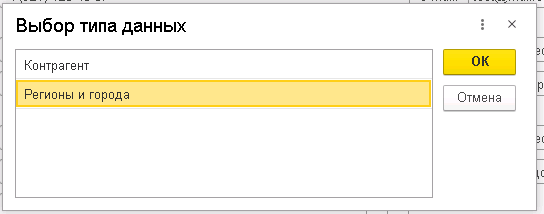 Выбор типа данных
Контрагент
Регионы и города
ОК
Отмена